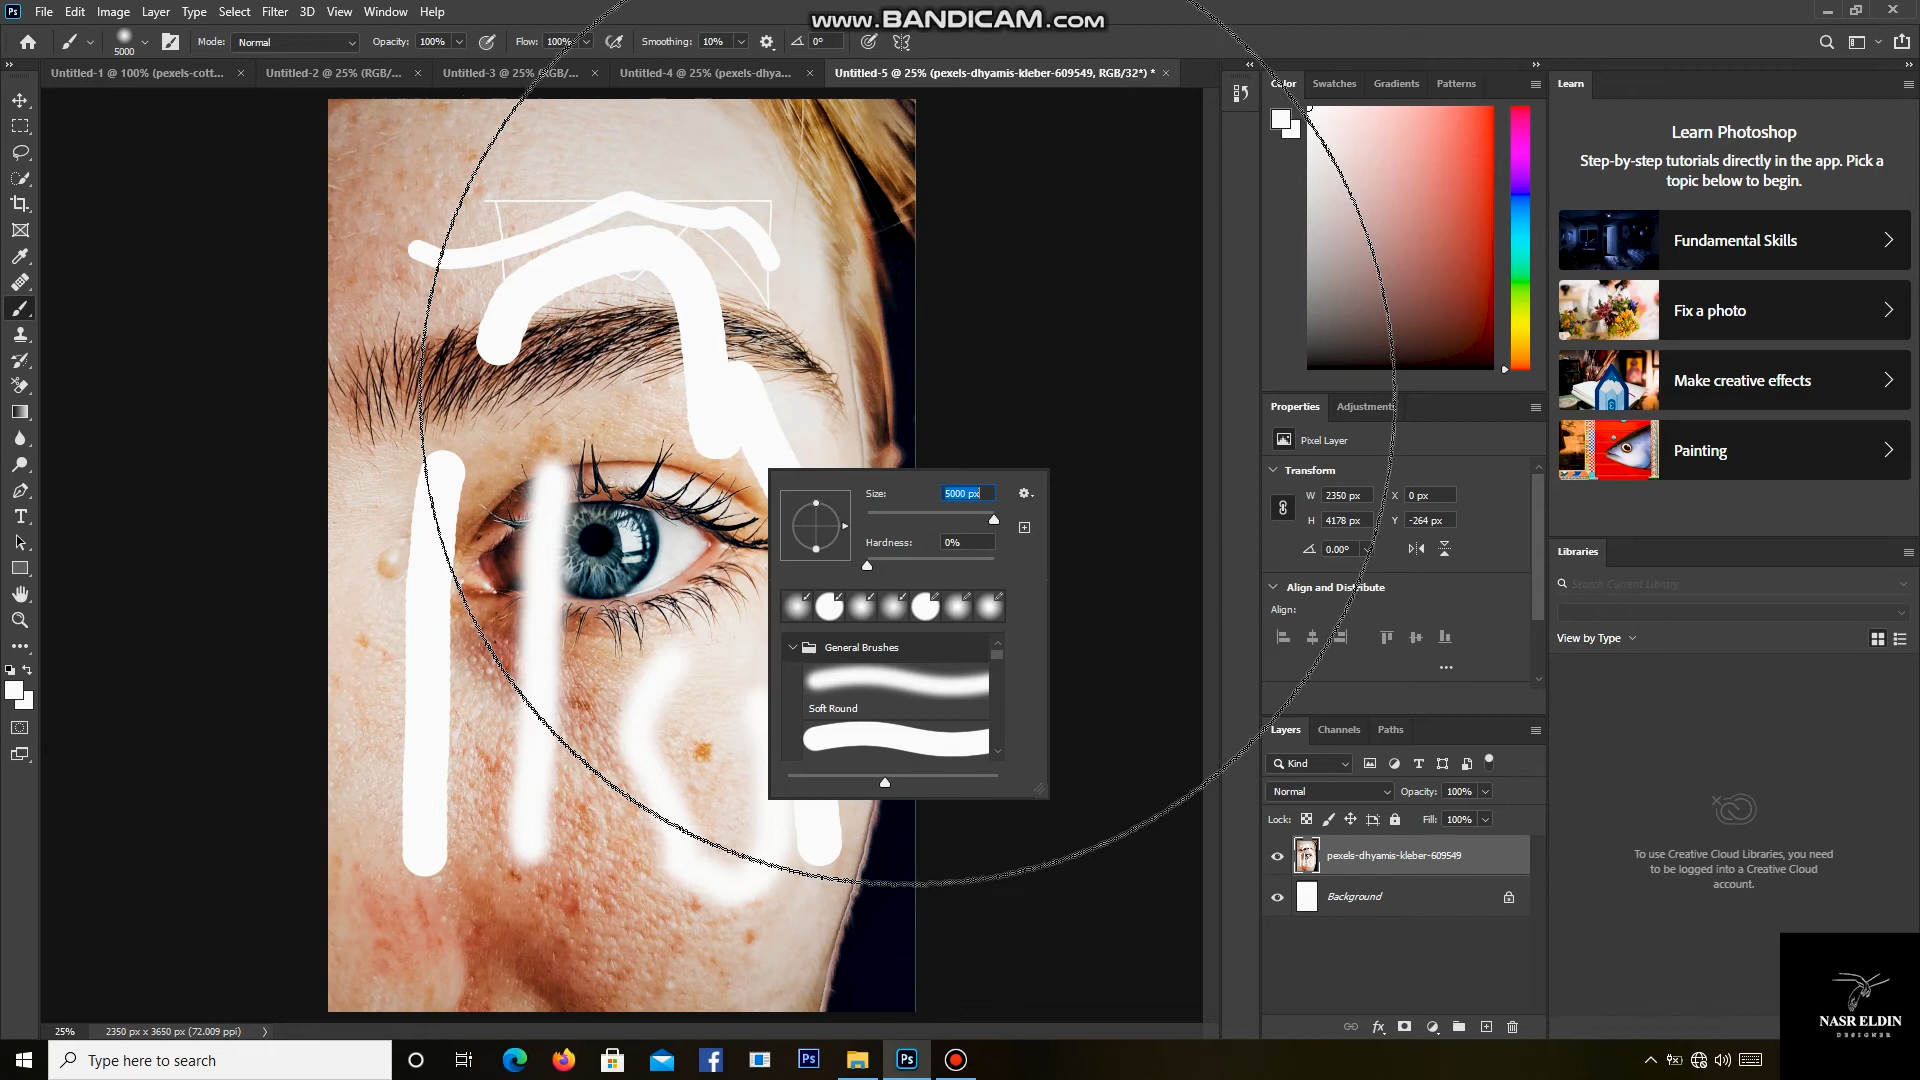 www.BANDICAM.com
File Edit Image Layer Type Select Filter 3D View Window Help
5000 Mode: Normal Opacity: 100% Flow: 100% Smoothing: 10% 0°
Untitled-1 @ 100% (pexels-cott... Untitled-2 @ 25% (RGB/... Untitled-3 @ 25% (RGB/... Untitled-4 @ 25% (pexels-dhya... Untitled-5 @ 25% (pexels-dhyamis-kleber-609549, RGB/32*) *
Color Swatches Gradients Patterns
Learn
Learn Photoshop
Step-by-step tutorials directly in the app. Pick a
topic below to begin.
Fundamental Skills
Fix a photo
Make creative effects
Painting
Properties Adjustments
Pixel Layer
Transform
W 2350 px X 0 px
H 4178 px Y -264 px
0.00°
Align and Distribute
Align:
Size: 5000 px
Hardness: 0%
General Brushes
Soft Round
Libraries
Search Current Library
View by Type
To use Creative Cloud Libraries, you need
to be logged into a Creative Cloud
account.
Layers Channels Paths
Kind
Normal Opacity: 100%
Lock: Fill: 100%
pexels-dhyamis-kleber-609549
Background
NASR ELDIN
DESIGNER
25% 2350 px x 3650 px (72.009 ppi)
Type here to search